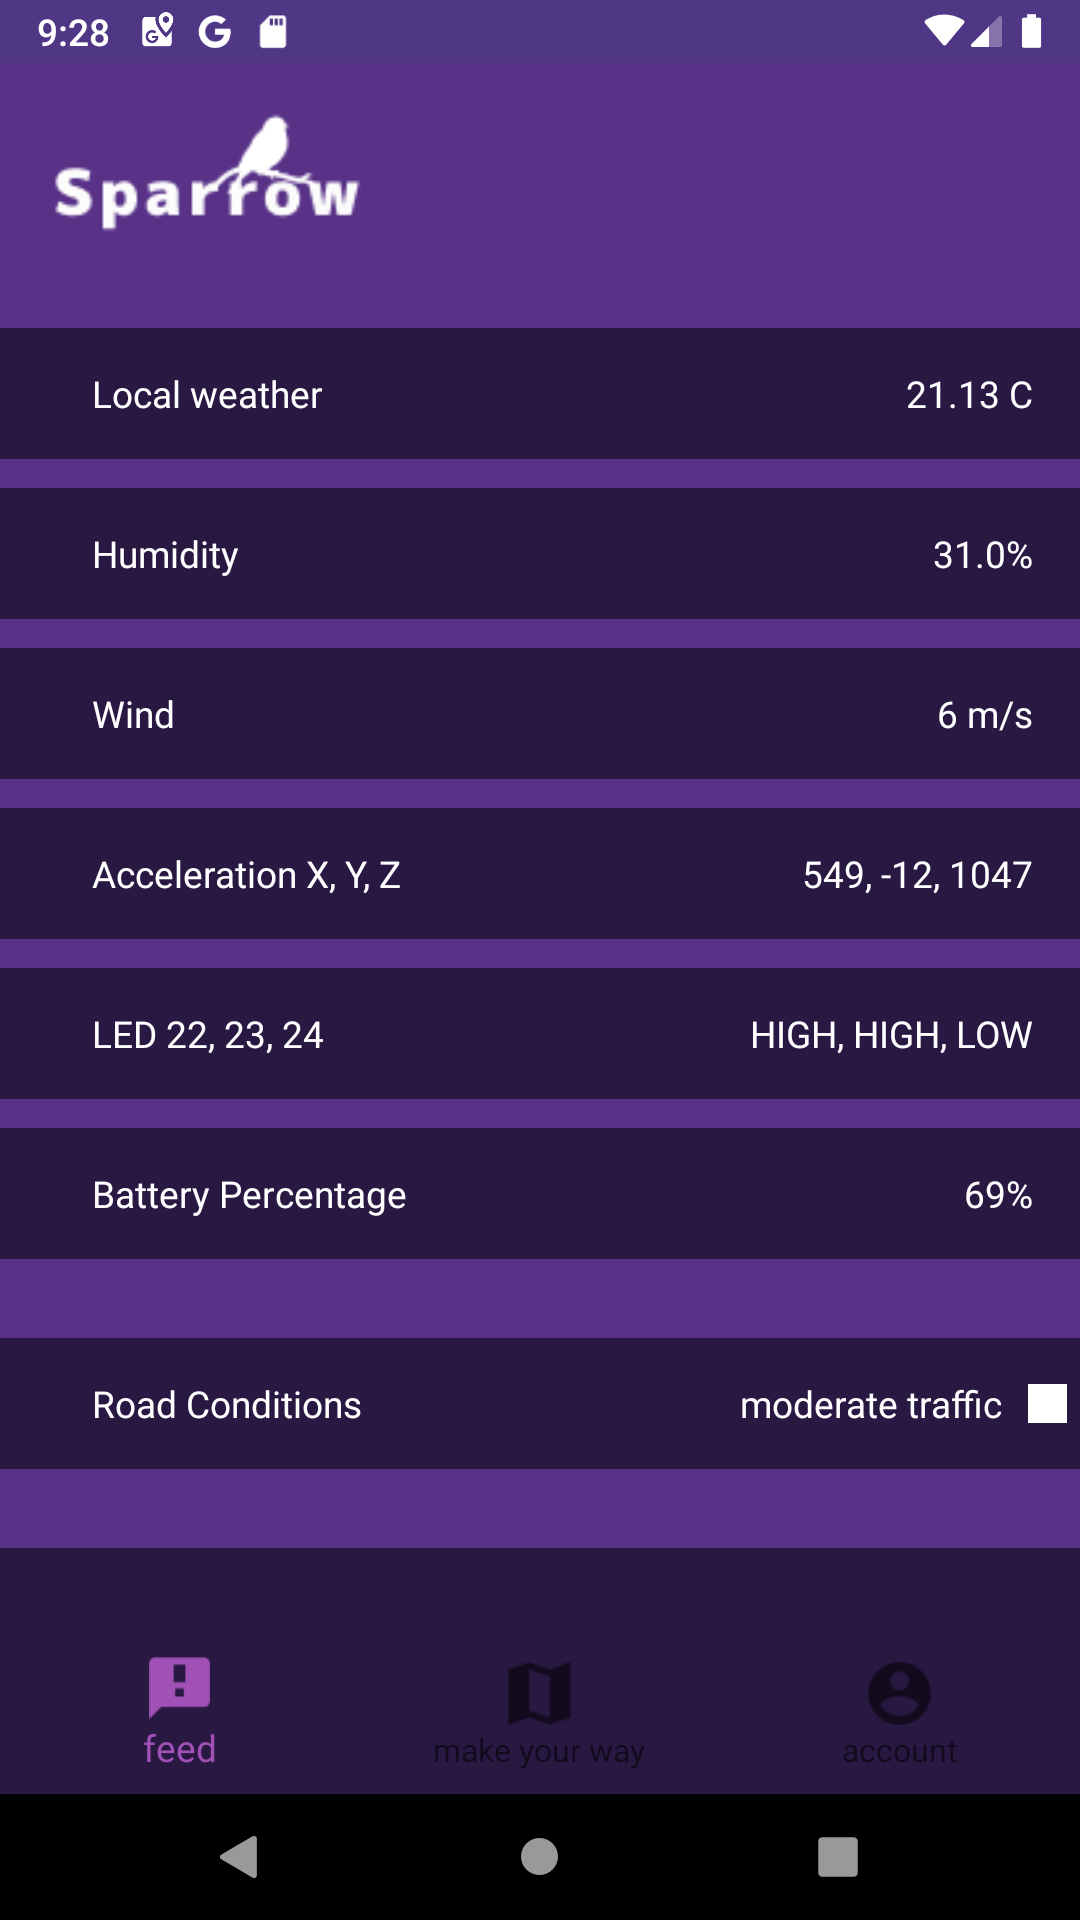 9:28
Sparrow
Local weather 21.13 C
Humidity 31.0%
Wind 6 m/s
Acceleration X, Y, Z 549, -12, 1047
LED 22, 23, 24 HIGH, HIGH, LOW
Battery Percentage 69%
Road Conditions moderate traffic
feed make your way account